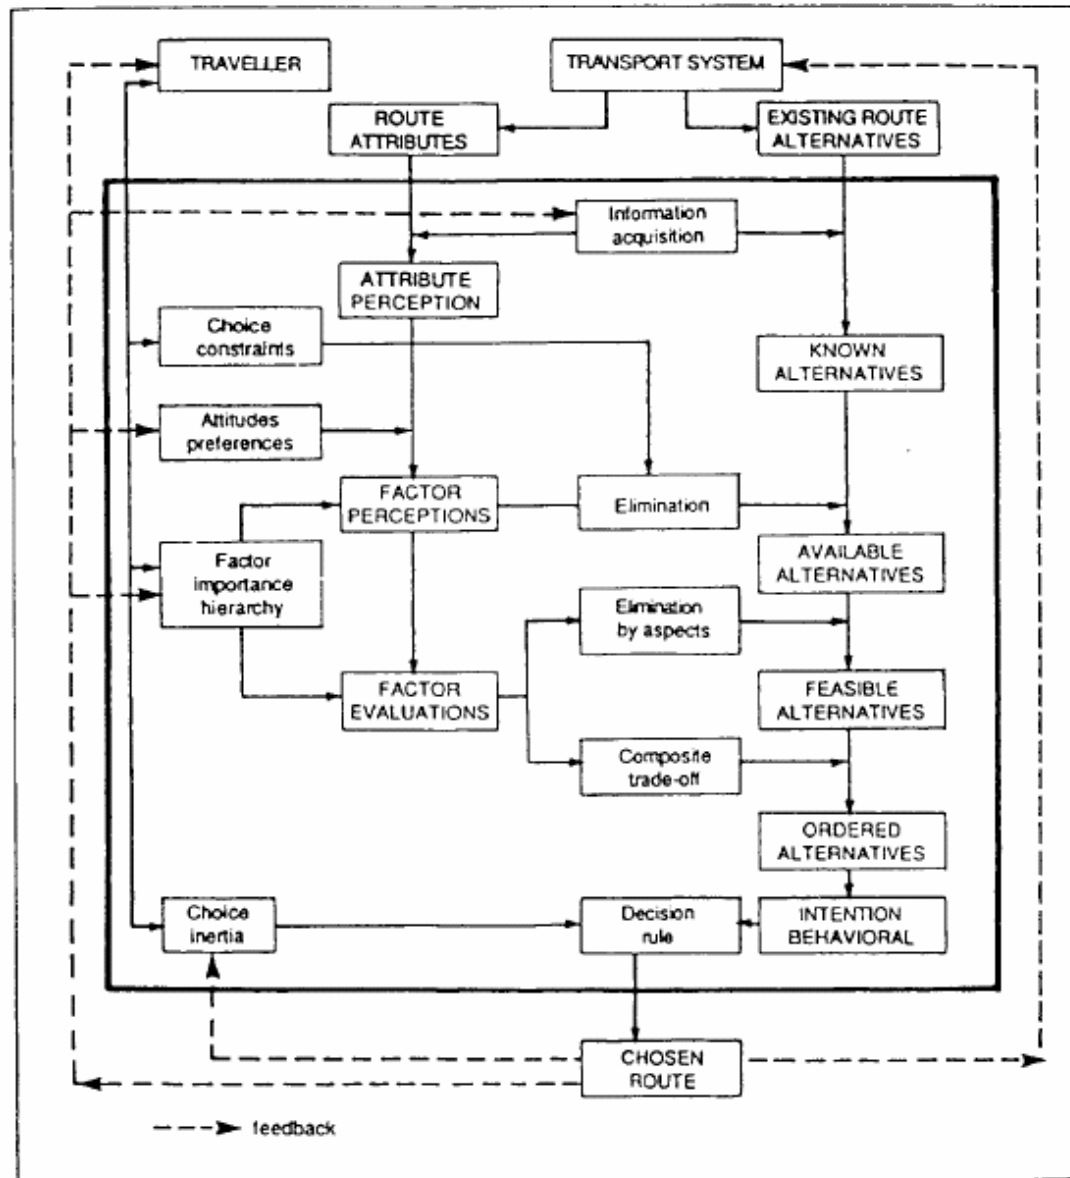 TRAVELLER
TRANSPORT SYSTEM
ROUTE
ATTRIBUTES
EXISTING ROUTE
ALTERNATIVES
Information
acquisition
ATTRIBUTE
PERCEPTION
Choice
constraints
KNOWN
ALTERNATIVES
Attitudes
preferences
FACTOR
PERCEPTIONS
Elimination
Factor
importance
hierarchy
AVAILABLE
ALTERNATIVES
Elimination
by aspects
FACTOR
EVALUATIONS
FEASIBLE
ALTERNATIVES
Composite
trade-off
ORDERED
ALTERNATIVES
Choice
inertia
Decision
rule
INTENTION
BEHAVIORAL
CHOSEN
ROUTE
feedback